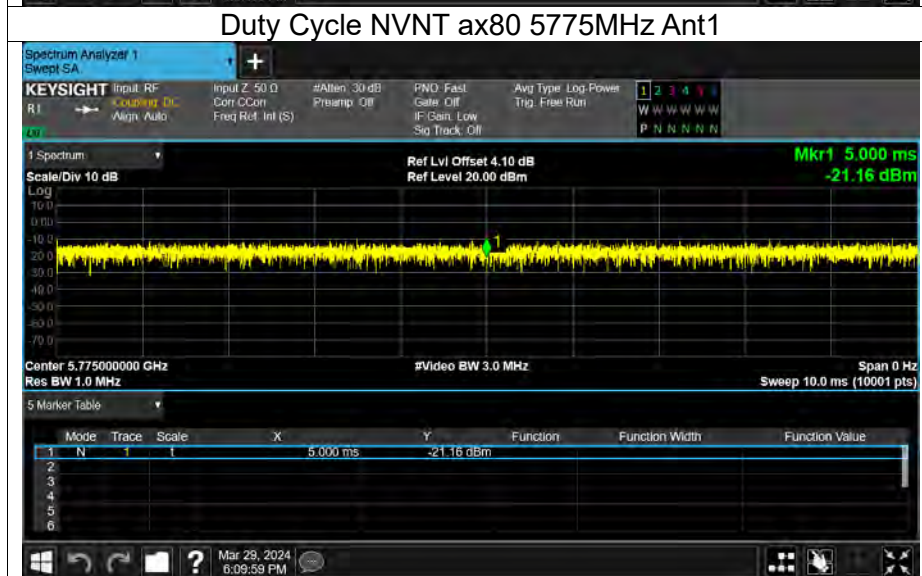 Duty Cycle NVNT ax80 5775MHz Ant1
Spectrum Analyzer 1
Swept SA
+
KEYSIGHT Input: RF Input Z: 50 Ω #Atten: 30 dB PNO: Fast Avg Type: Log-Power 1 2 3 4 5 6
R L Coupling: DC Corr CCorr Preamp: Off Gate: Off Trig: Free Run W W W W W W
Align: Auto Freq Ref: Int (S) IF Gain: Low
Sig Track: Off P N N N N N
1 Spectrum Ref Lvl Offset 4.10 dB Mkr1 5.000 ms
Scale/Div 10 dB Ref Level 20.00 dBm -21.16 dBm
Log
10.0
0.00
-10.0
1
-20.0
-30.0
-40.0
-50.0
-60.0
-70.0
Center 5.775000000 GHz #Video BW 3.0 MHz Span 0 Hz
Res BW 1.0 MHz Sweep 10.0 ms (10001 pts)
5 Marker Table
Mode Trace Scale X Y Function Function Width Function Value
1 N 1 t 5.000 ms -21.16 dBm
2
3
4
5
6
? Mar 29, 2024
6:09:59 PM